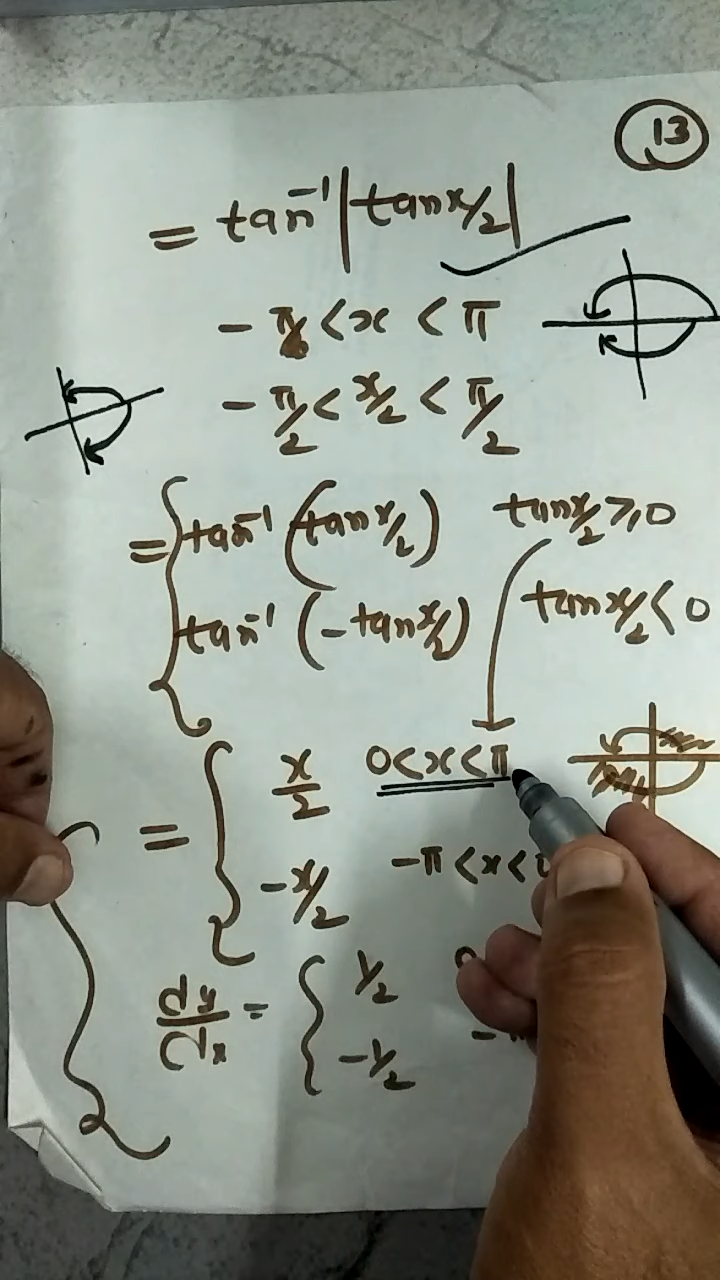 13
= tan⁻¹|tan x/2|
- π < x < π
- π/2 < x/2 < π/2
= { tan⁻¹ (tan x/2) tan x/2 ≥ 0
tan⁻¹ (-tan x/2) tan x/2 < 0
= { x/2 0 < x < π
-x/2 -π < x < 0
dy/dx = { 1/2
-1/2 -π